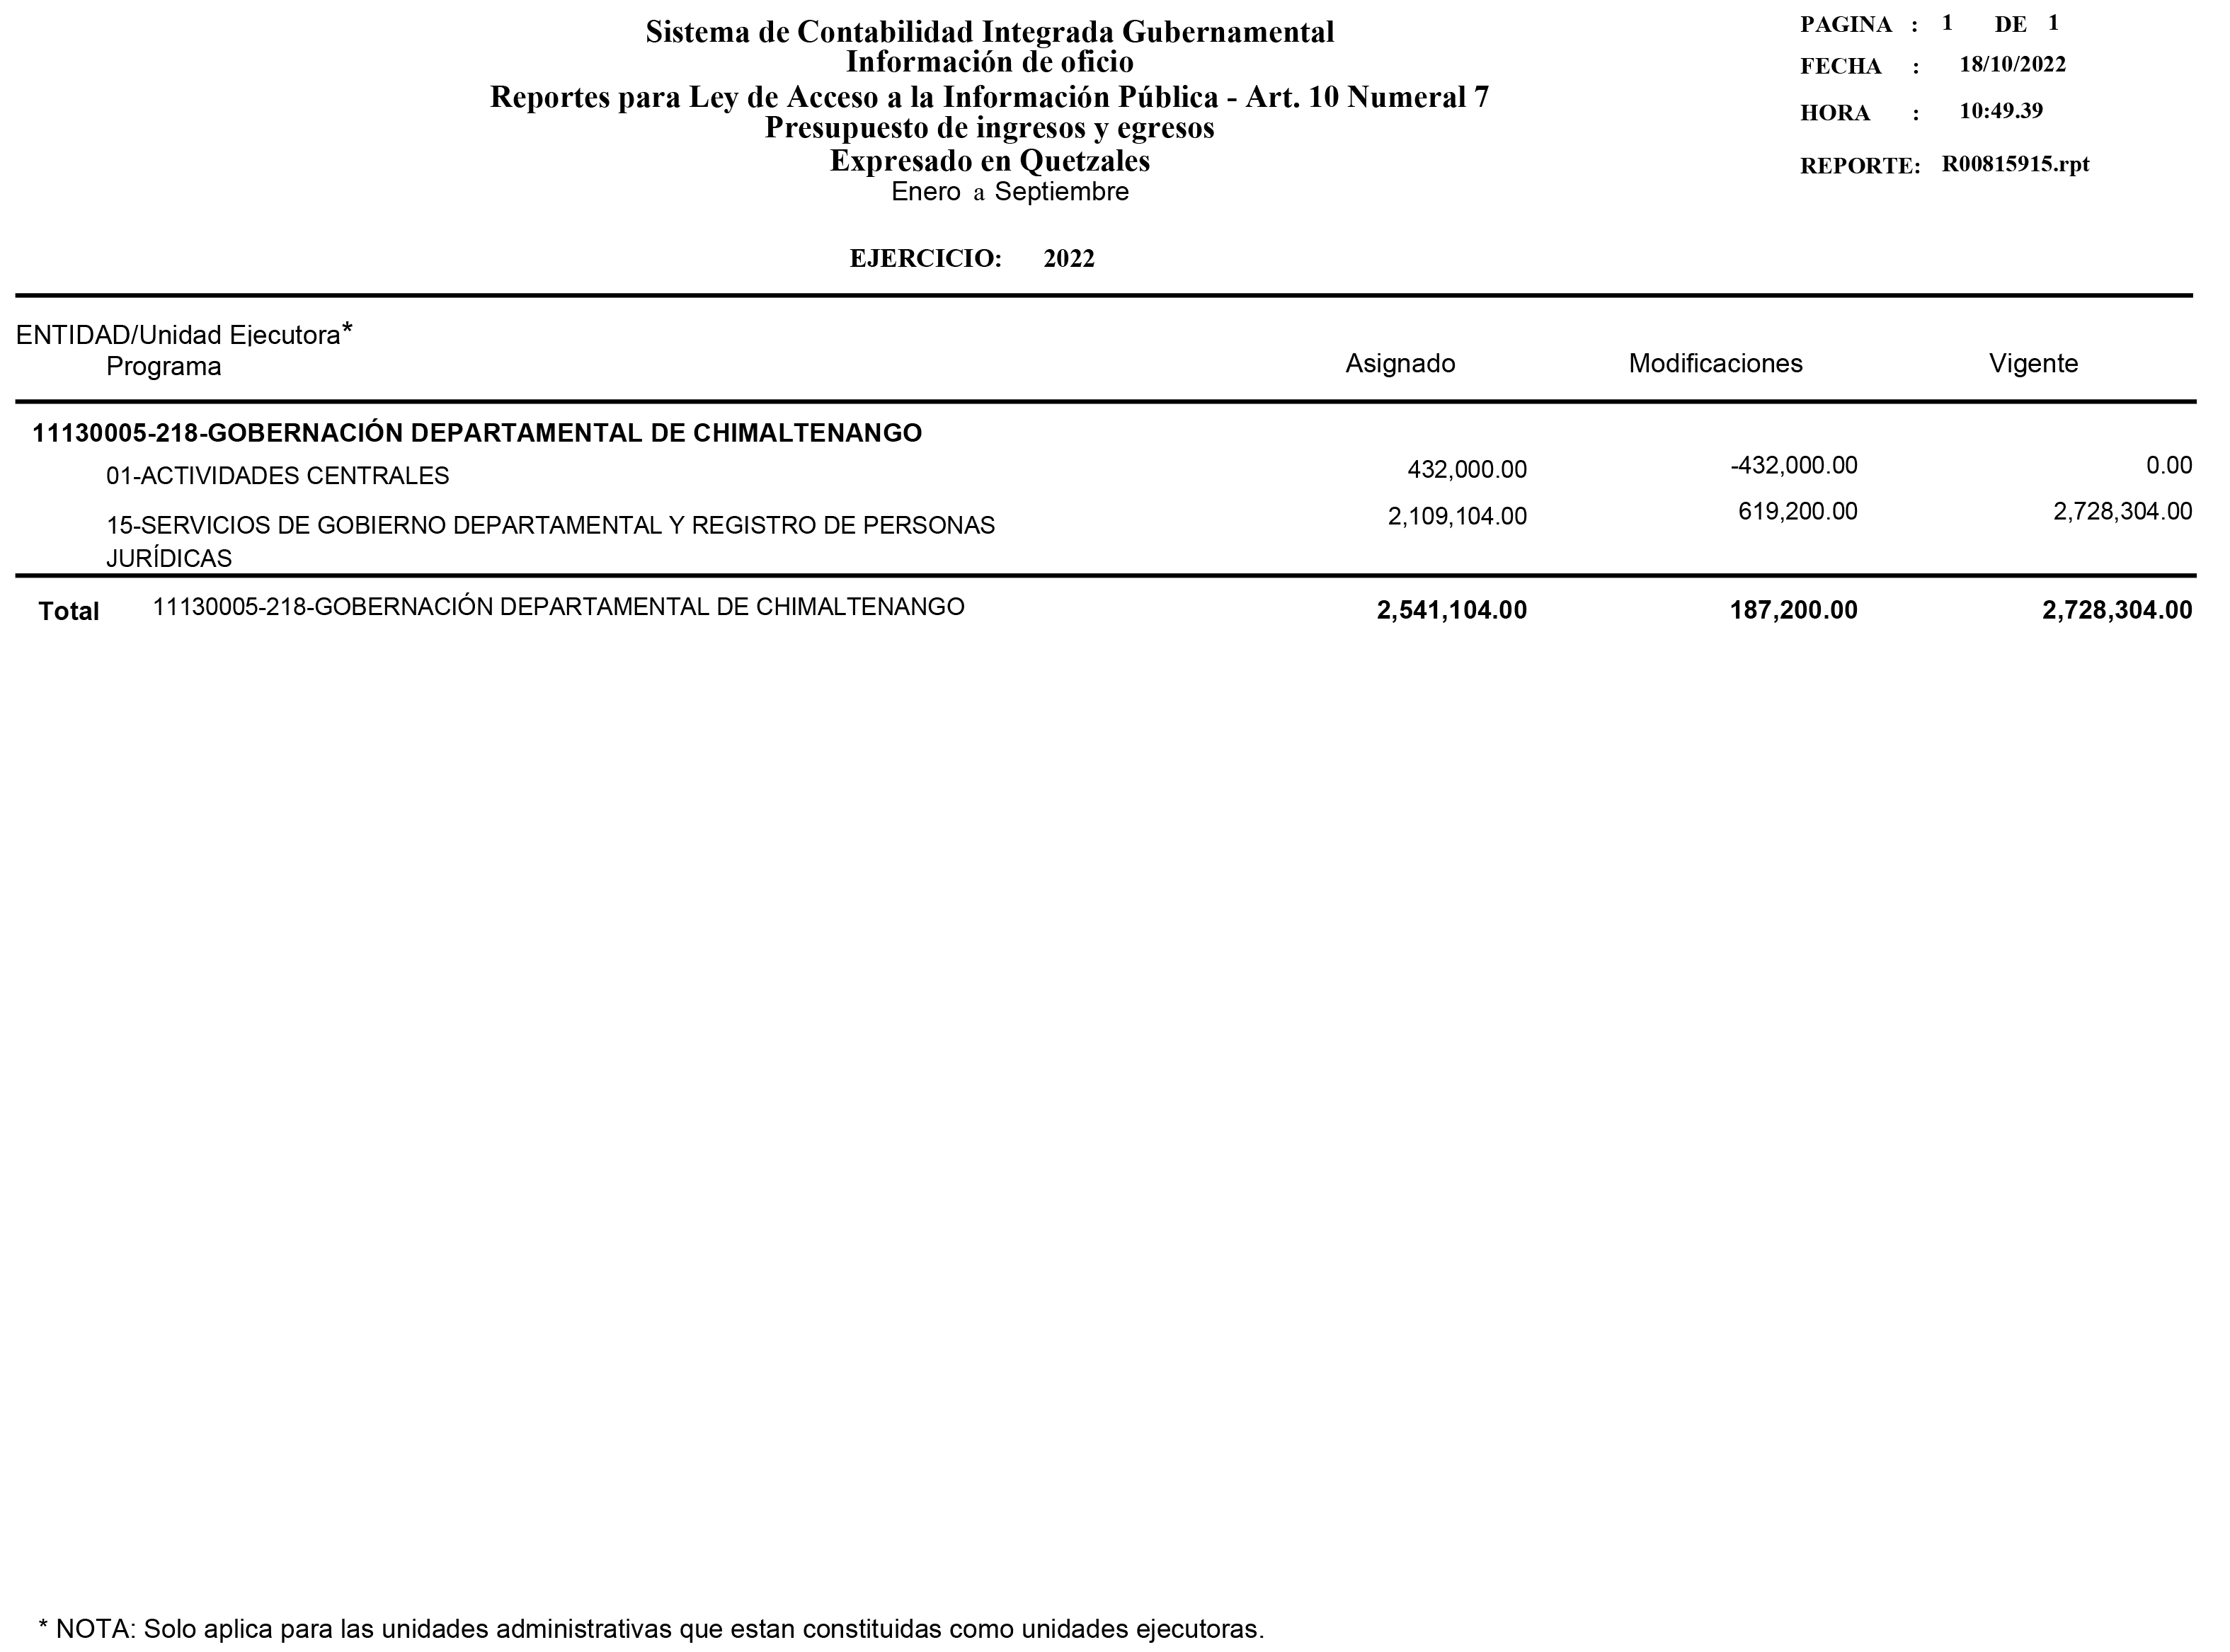 Sistema de Contabilidad Integrada Gubernamental
Información de oficio
Reportes para Ley de Acceso a la Información Pública - Art. 10 Numeral 7
Presupuesto de ingresos y egresos
Expresado en Quetzales
Enero a Septiembre
EJERCICIO: 2022
PAGINA : 1 DE 1
FECHA : 18/10/2022
HORA : 10:49.39
REPORTE: R00815915.rpt
ENTIDAD/Unidad Ejecutora*
Programa Asignado Modificaciones Vigente
11130005-218-GOBERNACIÓN DEPARTAMENTAL DE CHIMALTENANGO
01-ACTIVIDADES CENTRALES 432,000.00 -432,000.00 0.00
15-SERVICIOS DE GOBIERNO DEPARTAMENTAL Y REGISTRO DE PERSONAS 2,109,104.00 619,200.00 2,728,304.00
JURÍDICAS
Total 11130005-218-GOBERNACIÓN DEPARTAMENTAL DE CHIMALTENANGO 2,541,104.00 187,200.00 2,728,304.00
* NOTA: Solo aplica para las unidades administrativas que estan constituidas como unidades ejecutoras.